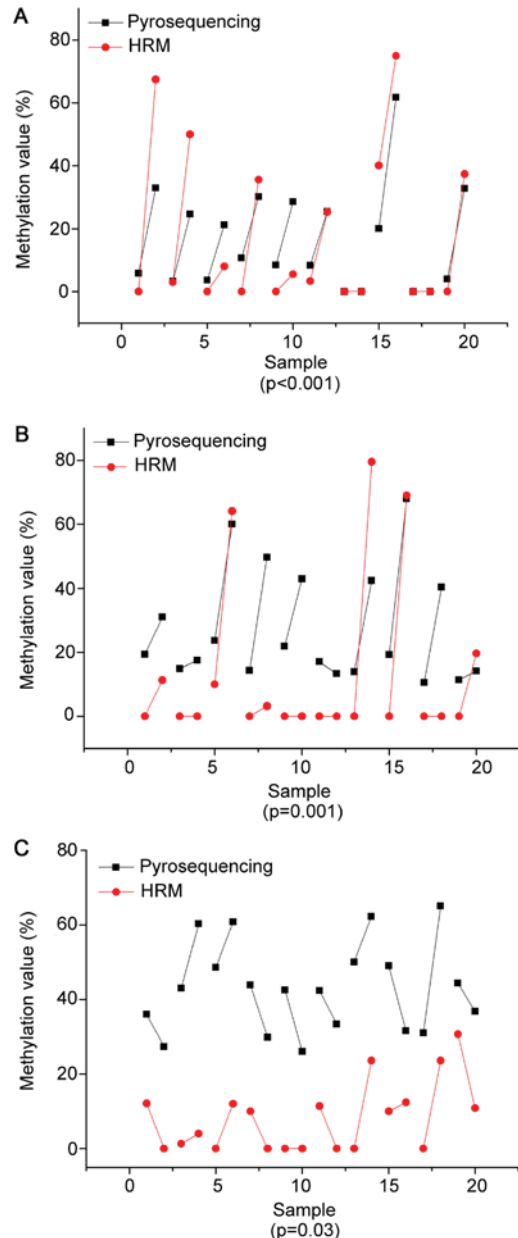 A
Pyrosequencing
HRM
Methylation value (%)
80
60
40
20
0
0 5 10 15 20
Sample
(p<0.001)
B
Pyrosequencing
HRM
Methylation value (%)
80
60
40
20
0
0 5 10 15 20
Sample
(p=0.001)
C
Pyrosequencing
HRM
Methylation value (%)
80
60
40
20
0
0 5 10 15 20
Sample
(p=0.03)